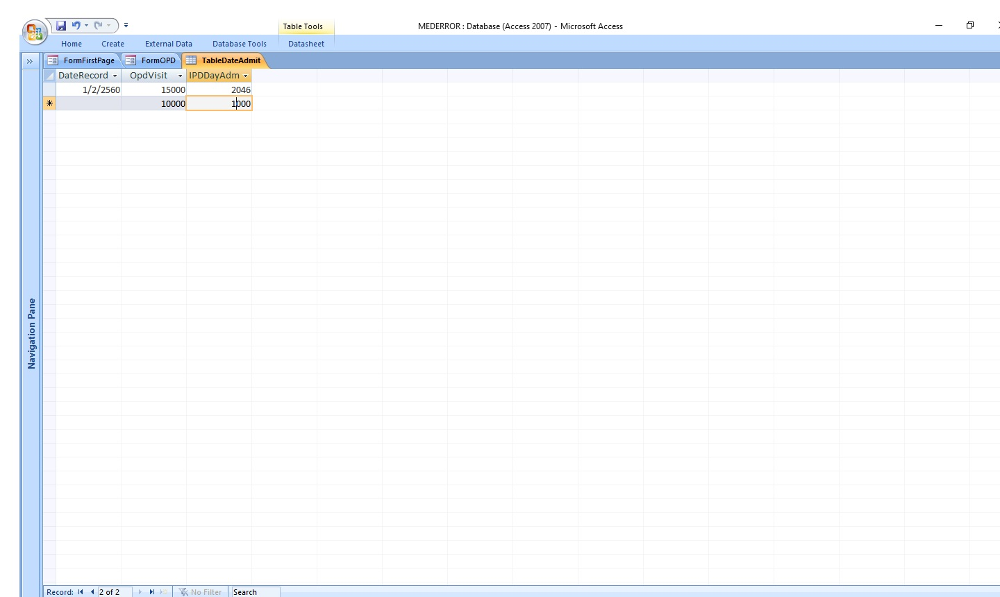 Table Tools
MEDERROR : Database (Access 2007) - Microsoft Access
Home Create External Data Database Tools Datasheet
FormFirstPage FormOPD TableDateAdmit
DateRecord OpdVisit IPDDayAdm
1/2/2560 15000 2046
* 10000 1000
Navigation Pane
Record: 2 of 2 No Filter Search